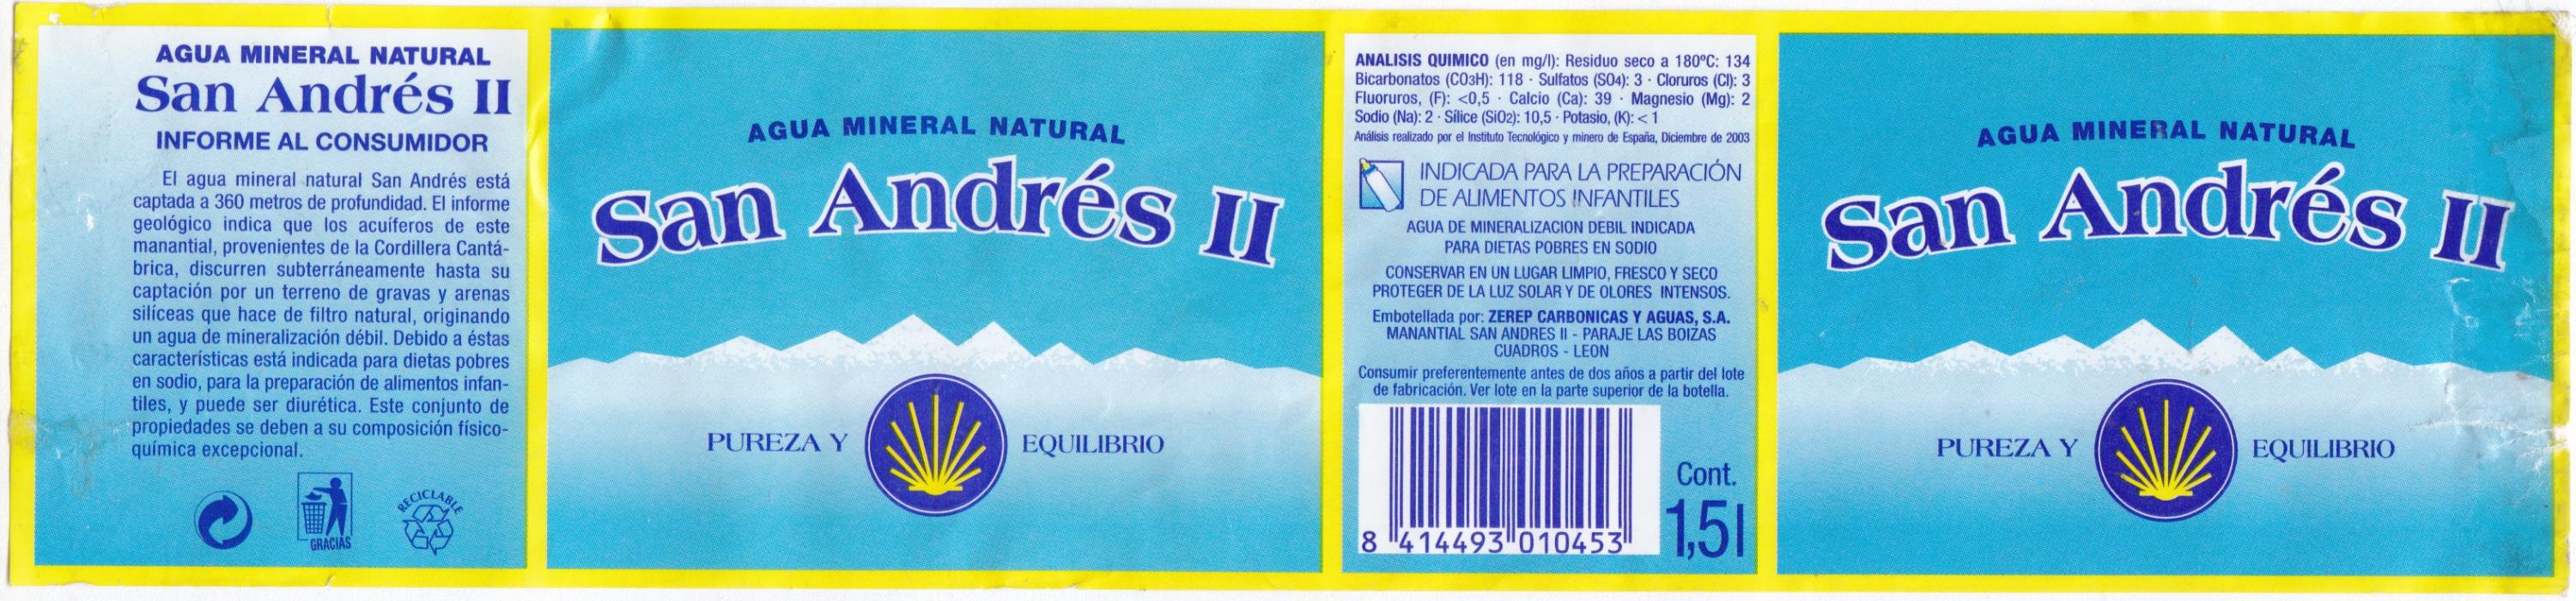 AGUA MINERAL NATURAL
San Andrés II
INFORME AL CONSUMIDOR
El agua mineral natural San Andrés está
captada a 360 metros de profundidad. El informe
geológico indica que los acuíferos de este
manantial, provenientes de la Cordillera Cantá-
brica, discurren subterráneamente hasta su
captación por un terreno de gravas y arenas
silíceas que hace de filtro natural, originando
un agua de mineralización débil. Debido a éstas
características está indicada para dietas pobres
en sodio, para la preparación de alimentos infan-
tiles, y puede ser diurética. Este conjunto de
propiedades se deben a su composición físico-
química excepcional.
GRACIAS
RECICLABLE
AGUA MINERAL NATURAL
San Andrés II
PUREZA Y EQUILIBRIO
ANALISIS QUIMICO (en mg/l): Residuo seco a 180ºC: 134
Bicarbonatos (CO3H): 118 · Sulfatos (SO4): 3 · Cloruros (Cl): 3
Fluoruros, (F): <0,5 · Calcio (Ca): 39 · Magnesio (Mg): 2
Sodio (Na): 2 · Sílice (SiO2): 10,5 · Potasio, (K): < 1
Análisis realizado por el Instituto Tecnológico y minero de España, Diciembre de 2003
INDICADA PARA LA PREPARACIÓN
DE ALIMENTOS INFANTILES
AGUA DE MINERALIZACION DEBIL INDICADA
PARA DIETAS POBRES EN SODIO
CONSERVAR EN UN LUGAR LIMPIO, FRESCO Y SECO
PROTEGER DE LA LUZ SOLAR Y DE OLORES INTENSOS.
Embotellada por: ZEREP CARBONICAS Y AGUAS, S.A.
MANANTIAL SAN ANDRES II - PARAJE LAS BOIZAS
CUADROS - LEON
Consumir preferentemente antes de dos años a partir del lote
de fabricación. Ver lote en la parte superior de la botella.
8 414493 010453
Cont.
1,5 l
AGUA MINERAL NATURAL
San Andrés II
PUREZA Y EQUILIBRIO